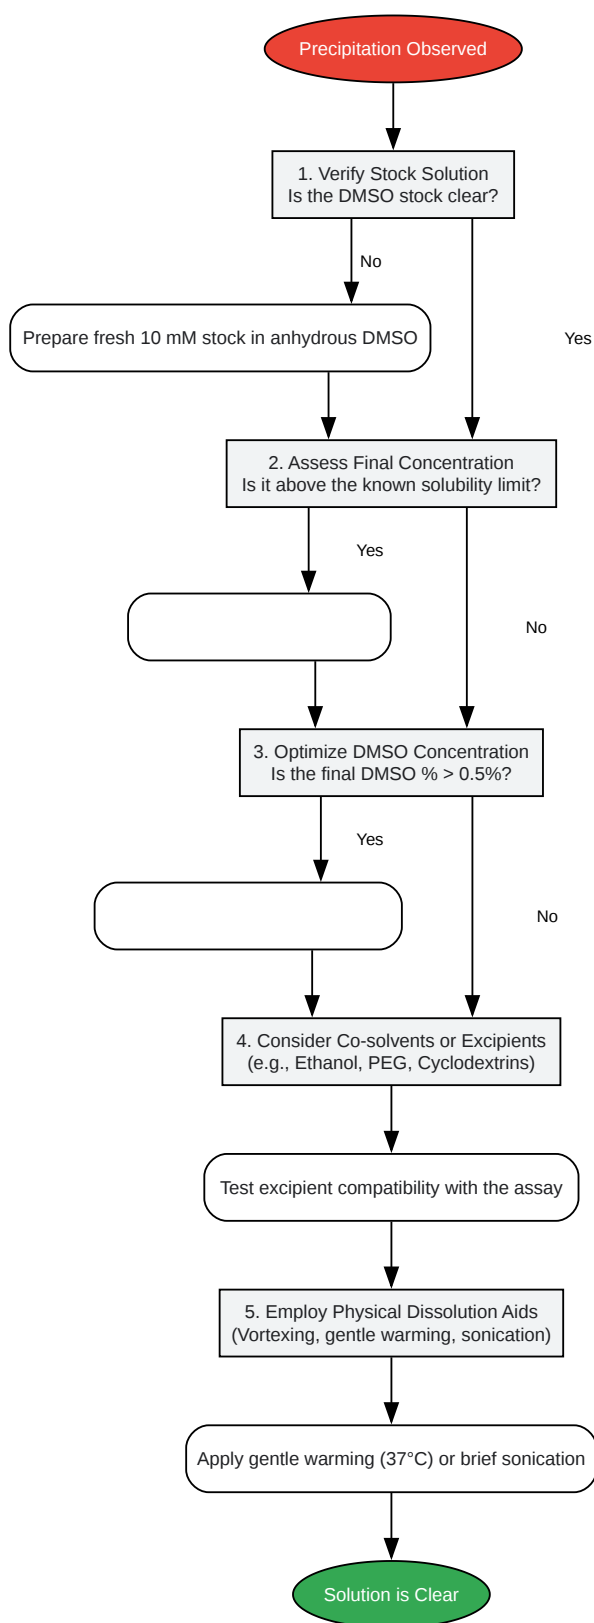 Precipitation Observed
1. Verify Stock Solution
Is the DMSO stock clear?
No
Prepare fresh 10 mM stock in anhydrous DMSO
Yes
2. Assess Final Concentration
Is it above the known solubility limit?
Yes
No
3. Optimize DMSO Concentration
Is the final DMSO % > 0.5%?
Yes
No
4. Consider Co-solvents or Excipients
(e.g., Ethanol, PEG, Cyclodextrins)
Test excipient compatibility with the assay
5. Employ Physical Dissolution Aids
(Vortexing, gentle warming, sonication)
Apply gentle warming (37°C) or brief sonication
Solution is Clear